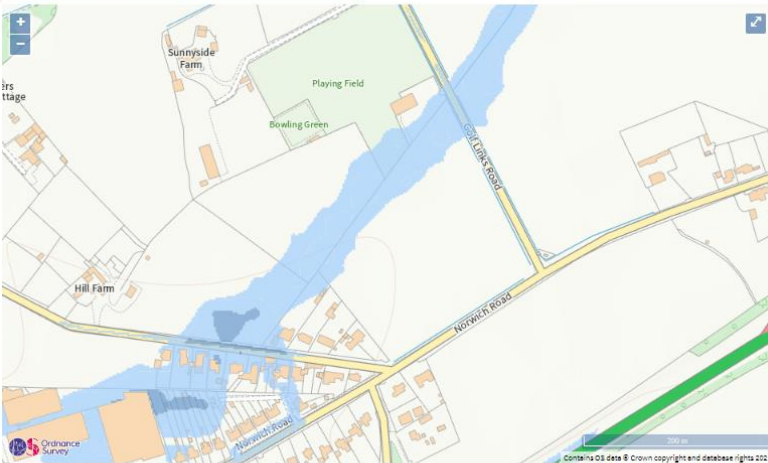 +
−
Sunnyside
Farm
ers
ttage
Playing Field
Bowling Green
Golf Links Road
Hill Farm
Norwich Road
Norwich Road
Ordnance
Survey
200 m
Contains OS data © Crown copyright and database rights 202